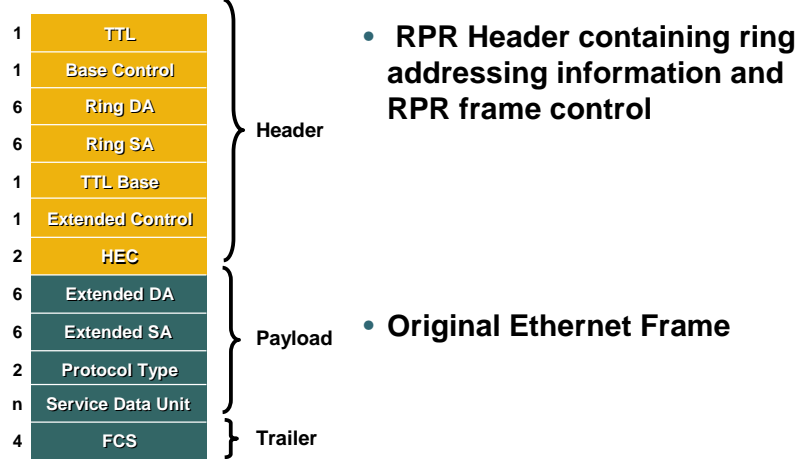 1 TTL
1 Base Control
6 Ring DA
6 Ring SA
1 TTL Base
1 Extended Control
2 HEC
Header
• RPR Header containing ring
addressing information and
RPR frame control
6 Extended DA
6 Extended SA
2 Protocol Type
n Service Data Unit
Payload
• Original Ethernet Frame
4 FCS
Trailer